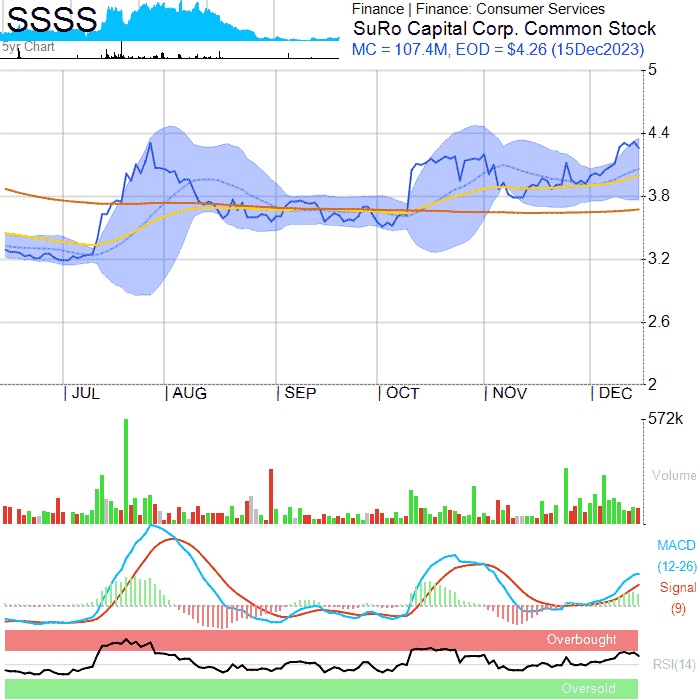 SSSS
5yr Chart
Finance | Finance: Consumer Services
SuRo Capital Corp. Common Stock
MC = 107.4M, EOD = $4.26 (15Dec2023)
5
4.4
3.8
3.2
2.6
2
JUL
AUG
SEP
OCT
NOV
DEC
572k
Volume
MACD
(12-26)
Signal
(9)
Overbought
RSI(14)
Oversold